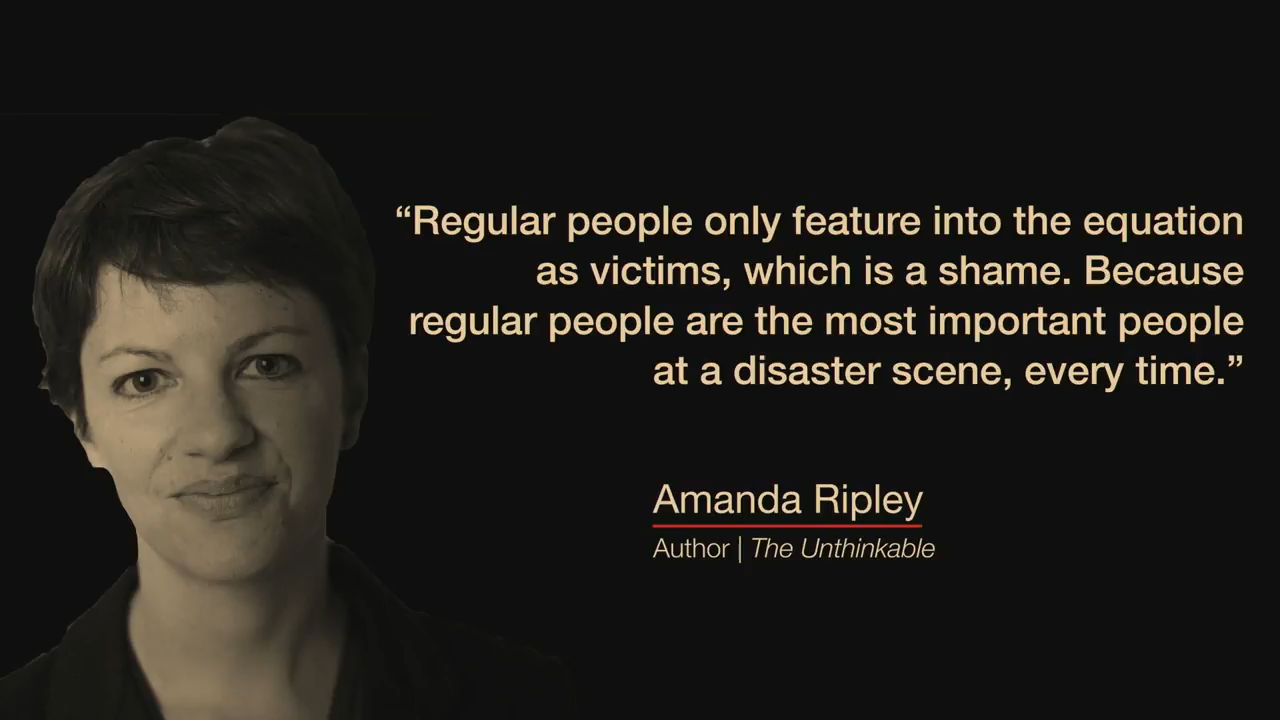 “Regular people only feature into the equation
as victims, which is a shame. Because
regular people are the most important people
at a disaster scene, every time.”
Amanda Ripley
Author | The Unthinkable